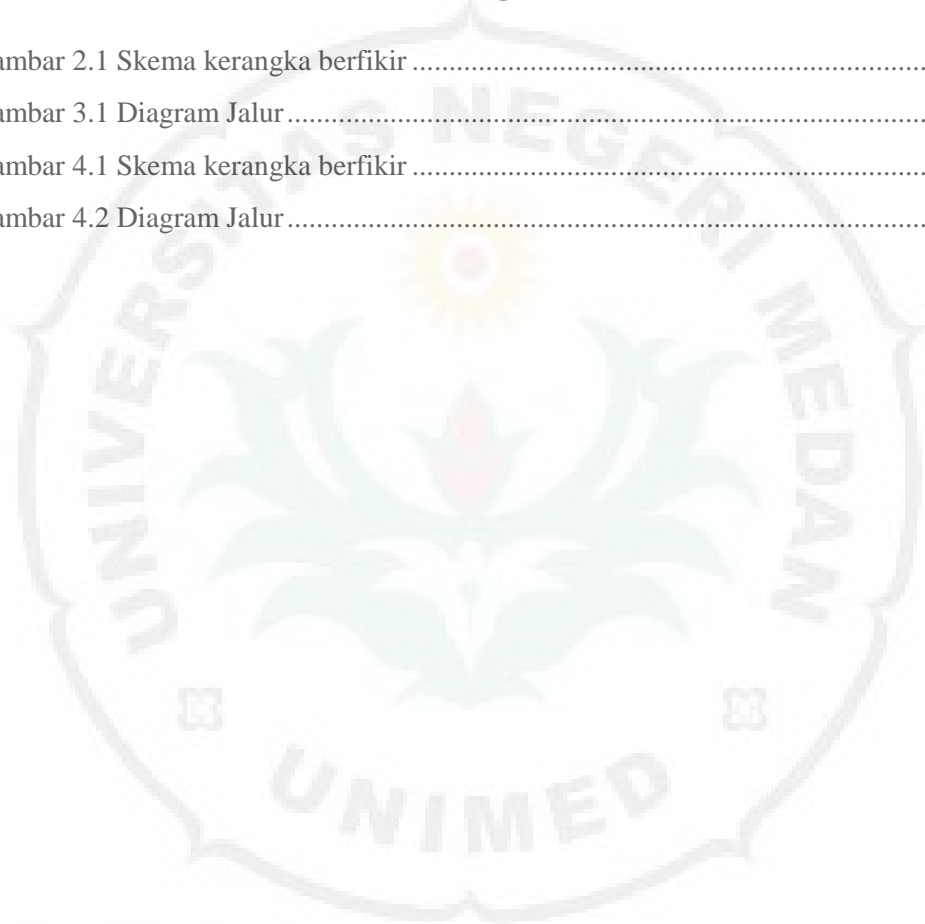 ambar 2.1 Skema kerangka berfikir ........................................................................
ambar 3.1 Diagram Jalur .........................................................................................
ambar 4.1 Skema kerangka berfikir ........................................................................
ambar 4.2 Diagram Jalur .........................................................................................
UNIVERSITAS NEGERI MEDAN
UNIMED